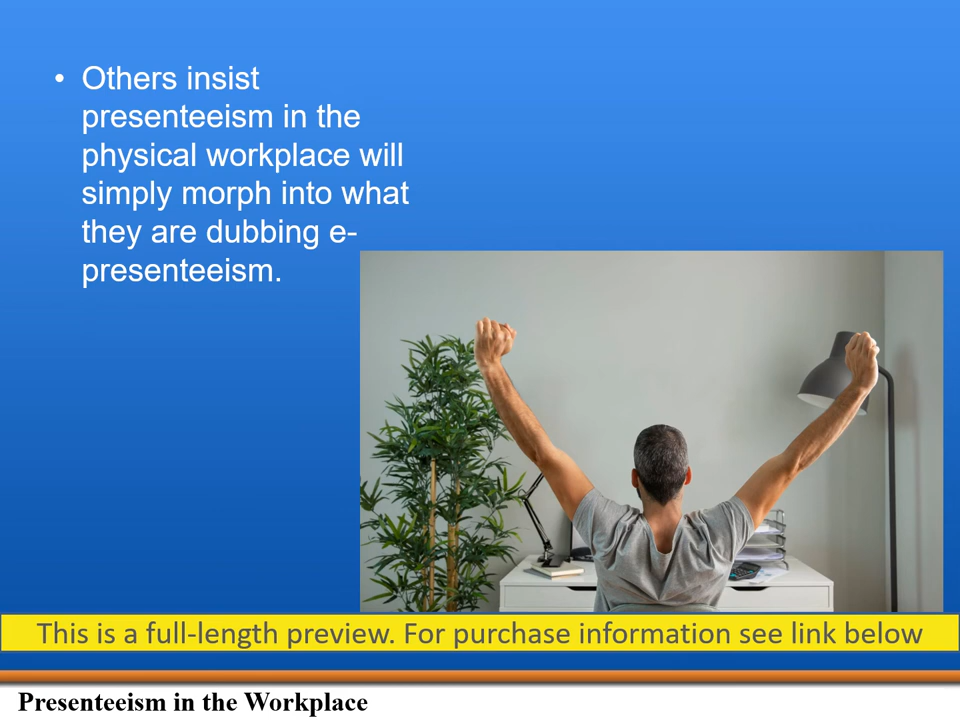 • Others insist
presenteeism in the
physical workplace will
simply morph into what
they are dubbing e-
presenteeism.
This is a full-length preview. For purchase information see link below
Presenteeism in the Workplace